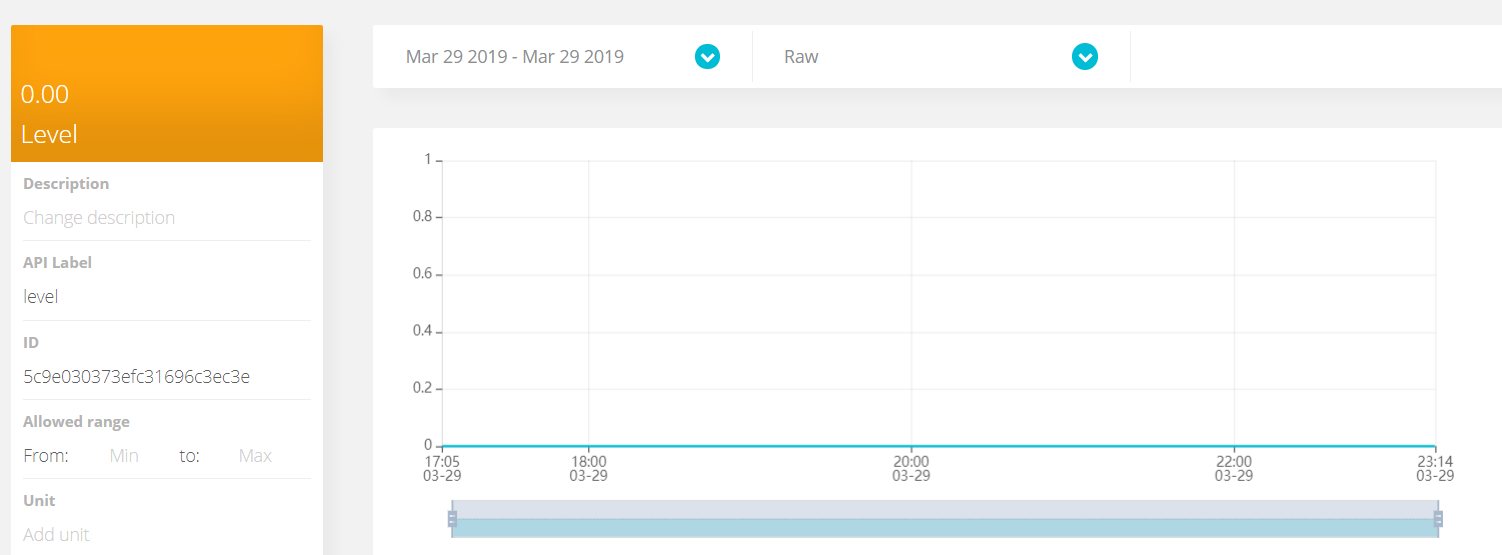 0.00
Level
Description
Change description
API Label
level
ID
5c9e030373efc31696c3ec3e
Allowed range
From: Min to: Max
Unit
Add unit
Mar 29 2019 - Mar 29 2019
Raw
1
0.8
0.6
0.4
0.2
0
17:05 18:00 20:00 22:00 23:14
03-29 03-29 03-29 03-29 03-29